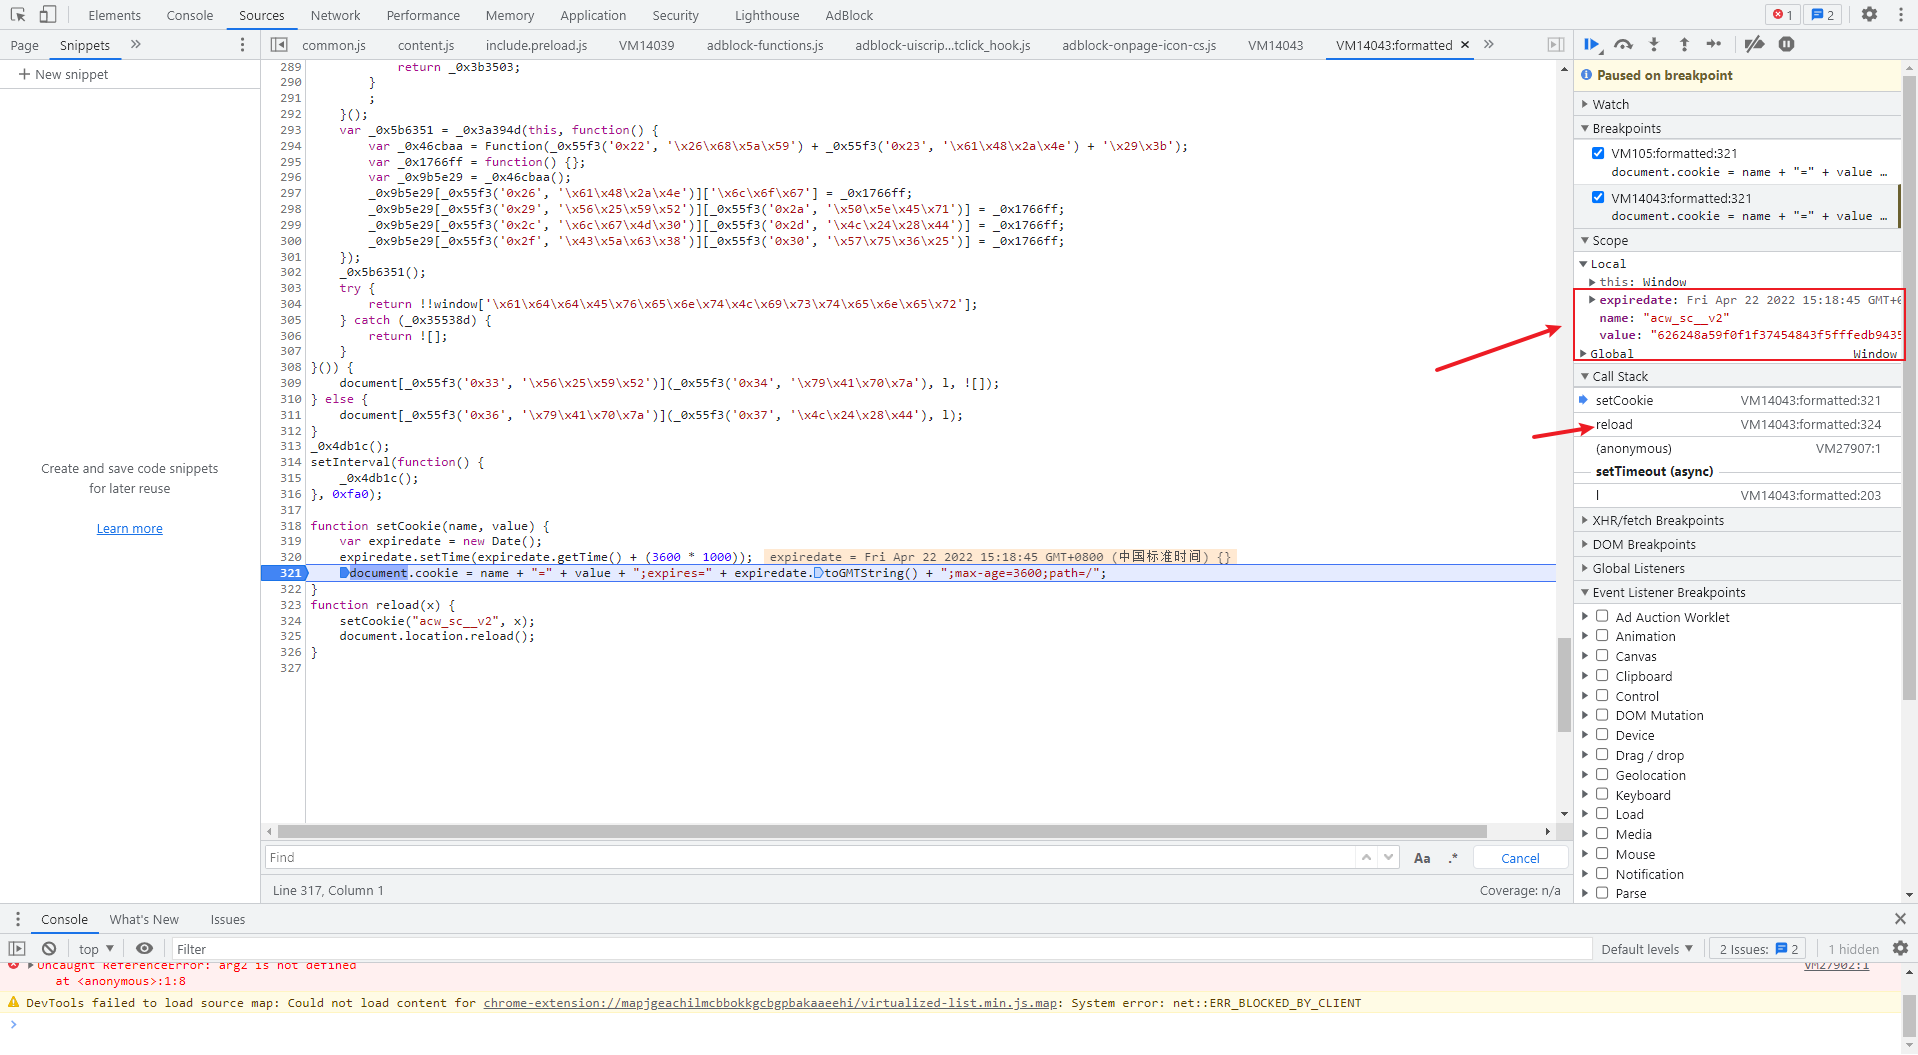 Elements Console Sources Network Performance Memory Application Security Lighthouse AdBlock 1 2
Page Snippets common.js content.js include.preload.js VM14039 adblock-functions.js adblock-uiscrip...tclick_hook.js adblock-onpage-icon-cs.js VM14043 VM14043:formatted
New snippet
Create and save code snippets
for later reuse
Learn more
289 return _0x3b3503;
290 }
291 ;
292 }();
293 var _0x5b6351 = _0x3a394d(this, function() {
294 var _0x46cbaa = Function(_0x55f3('0x22', '\x26\x68\x5a\x59') + _0x55f3('0x23', '\x61\x48\x2a\x4e') + '\x29\x3b');
295 var _0x1766ff = function() {};
296 var _0x9b5e29 = _0x46cbaa();
297 _0x9b5e29[_0x55f3('0x26', '\x61\x48\x2a\x4e')]['\x6c\x6f\x67'] = _0x1766ff;
298 _0x9b5e29[_0x55f3('0x29', '\x56\x25\x59\x52')][_0x55f3('0x2a', '\x50\x5e\x45\x71')] = _0x1766ff;
299 _0x9b5e29[_0x55f3('0x2c', '\x6c\x67\x4d\x30')][_0x55f3('0x2d', '\x4c\x24\x28\x44')] = _0x1766ff;
300 _0x9b5e29[_0x55f3('0x2f', '\x43\x5a\x63\x38')][_0x55f3('0x30', '\x57\x75\x36\x25')] = _0x1766ff;
301 });
302 _0x5b6351();
303 try {
304 return !!window['\x61\x64\x64\x45\x76\x65\x6e\x74\x4c\x69\x73\x74\x65\x6e\x65\x72'];
305 } catch (_0x35538d) {
306 return ![];
307 }
308 }()) {
309 document[_0x55f3('0x33', '\x56\x25\x59\x52')](_0x55f3('0x34', '\x79\x41\x70\x7a'), l, ![]);
310 } else {
311 document[_0x55f3('0x36', '\x79\x41\x70\x7a')](_0x55f3('0x37', '\x4c\x24\x28\x44'), l);
312 }
313 _0x4db1c();
314 setInterval(function() {
315 _0x4db1c();
316 }, 0xfa0);
317
318 function setCookie(name, value) {
319 var expiredate = new Date();
320 expiredate.setTime(expiredate.getTime() + (3600 * 1000)); expiredate = Fri Apr 22 2022 15:18:45 GMT+0800 (中国标准时间) {}
321 document.cookie = name + "=" + value + ";expires=" + expiredate.toGMTString() + ";max-age=3600;path=/";
322 }
323 function reload(x) {
324 setCookie("acw_sc__v2", x);
325 document.location.reload();
326 }
327
Find Aa .* Cancel
Line 317, Column 1 Coverage: n/a
Paused on breakpoint
Watch
Breakpoints
VM105:formatted:321
document.cookie = name + "=" + value …
VM14043:formatted:321
document.cookie = name + "=" + value …
Scope
Local
this: Window
expiredate: Fri Apr 22 2022 15:18:45 GMT+
name: "acw_sc__v2"
value: "626248a59f0f1f37454843f5fffedb9435
Global Window
Call Stack
setCookie VM14043:formatted:321
reload VM14043:formatted:324
(anonymous) VM27907:1
setTimeout (async)
l VM14043:formatted:203
XHR/fetch Breakpoints
DOM Breakpoints
Global Listeners
Event Listener Breakpoints
Ad Auction Worklet
Animation
Canvas
Clipboard
Control
DOM Mutation
Device
Drag / drop
Geolocation
Keyboard
Load
Media
Mouse
Notification
Parse
Console What's New Issues
top Filter Default levels 2 Issues: 2 1 hidden
Uncaught ReferenceError: arg2 is not defined VM27902:1
at <anonymous>:1:8
DevTools failed to load source map: Could not load content for chrome-extension://mapjgeachilmcbbokkgcbgpbakaaeehi/virtualized-list.min.js.map: System error: net::ERR_BLOCKED_BY_CLIENT